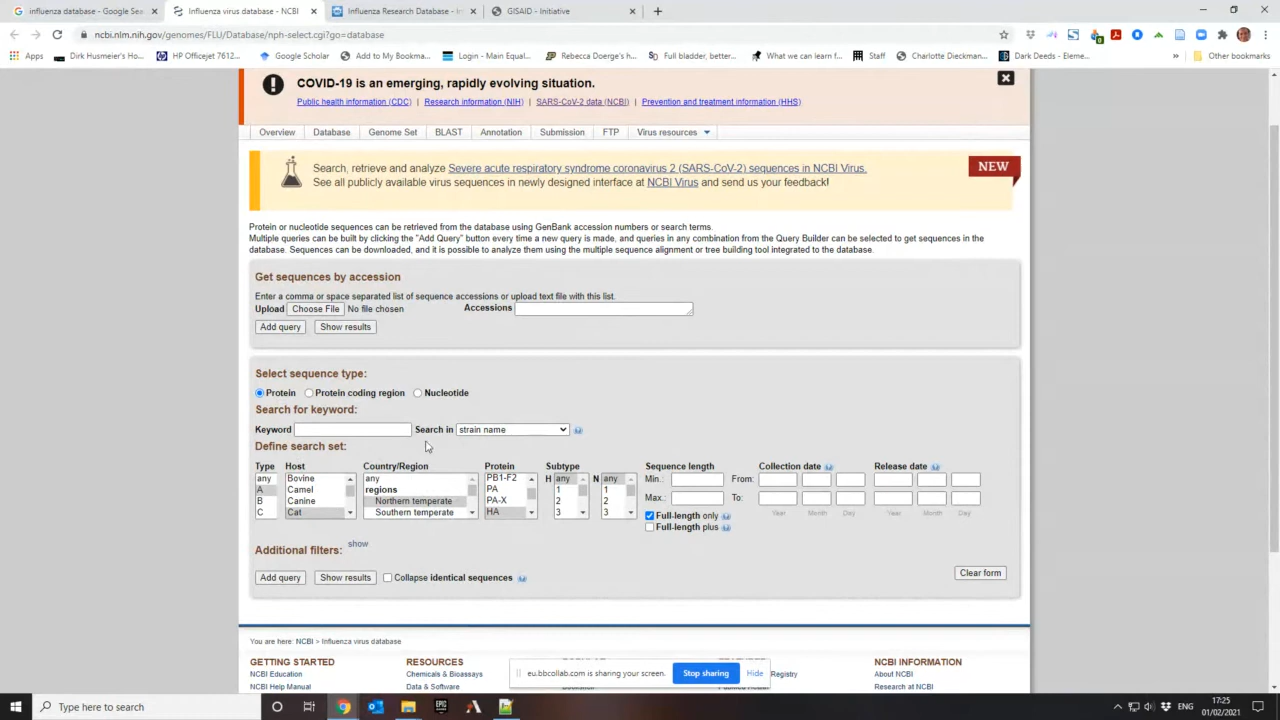 influenza database - Google Sea
Influenza virus database - NCBI
Influenza Research Database - In
GISAID - Initiative
ncbi.nlm.nih.gov/genomes/FLU/Database/nph-select.cgi?go=database
Apps
Dirk Husmeier's Ho...
HP Officejet 7612...
Google Scholar
Add to My Bookmark...
Login - Main Equal...
Rebecca Doerge's h...
Full bladder, better...
What we can learn f...
Staff
Charlotte Dieckman...
Dark Deeds - Eleme...
Other bookmarks
COVID-19 is an emerging, rapidly evolving situation.
Public health information (CDC) | Research information (NIH) | SARS-CoV-2 data (NCBI) | Prevention and treatment information (HHS)
Overview Database Genome Set BLAST Annotation Submission FTP Virus resources
Search, retrieve and analyze Severe acute respiratory syndrome coronavirus 2 (SARS-CoV-2) sequences in NCBI Virus.
NEW
See all publicly available virus sequences in newly designed interface at NCBI Virus and send us your feedback!
Protein or nucleotide sequences can be retrieved from the database using GenBank accession numbers or search terms.
Multiple queries can be built by clicking the "Add Query" button every time a new query is made, and queries in any combination from the Query Builder can be selected to get sequences in the
database. Sequences can be downloaded, and it is possible to analyze them using the multiple sequence alignment or tree building tool integrated to the database.
Get sequences by accession
Enter a comma or space separated list of sequence accessions or upload text file with this list.
Upload Choose File No file chosen Accessions
Add query Show results
Select sequence type:
Protein Protein coding region Nucleotide
Search for keyword:
Keyword Search in strain name
Define search set:
Type Host Country/Region Protein Subtype Sequence length Collection date Release date
any Bovine any PB1-F2 H any N any Min.: From:
A Camel regions PA 1 1
B Canine Northern temperate PA-X 2 2 Max.: To:
C Cat Southern temperate HA 3 3 Year Month Day Year Month Day
Full-length only
Full-length plus
Additional filters: show
Add query Show results Collapse identical sequences Clear form
You are here: NCBI > Influenza virus database
GETTING STARTED RESOURCES NCBI INFORMATION
NCBI Education Chemicals & Bioassays Registry About NCBI
NCBI Help Manual Data & Software Research at NCBI
eu.bbcollab.com is sharing your screen. Stop sharing Hide
Type here to search
EPIC
ENG
17:25
01/02/2021